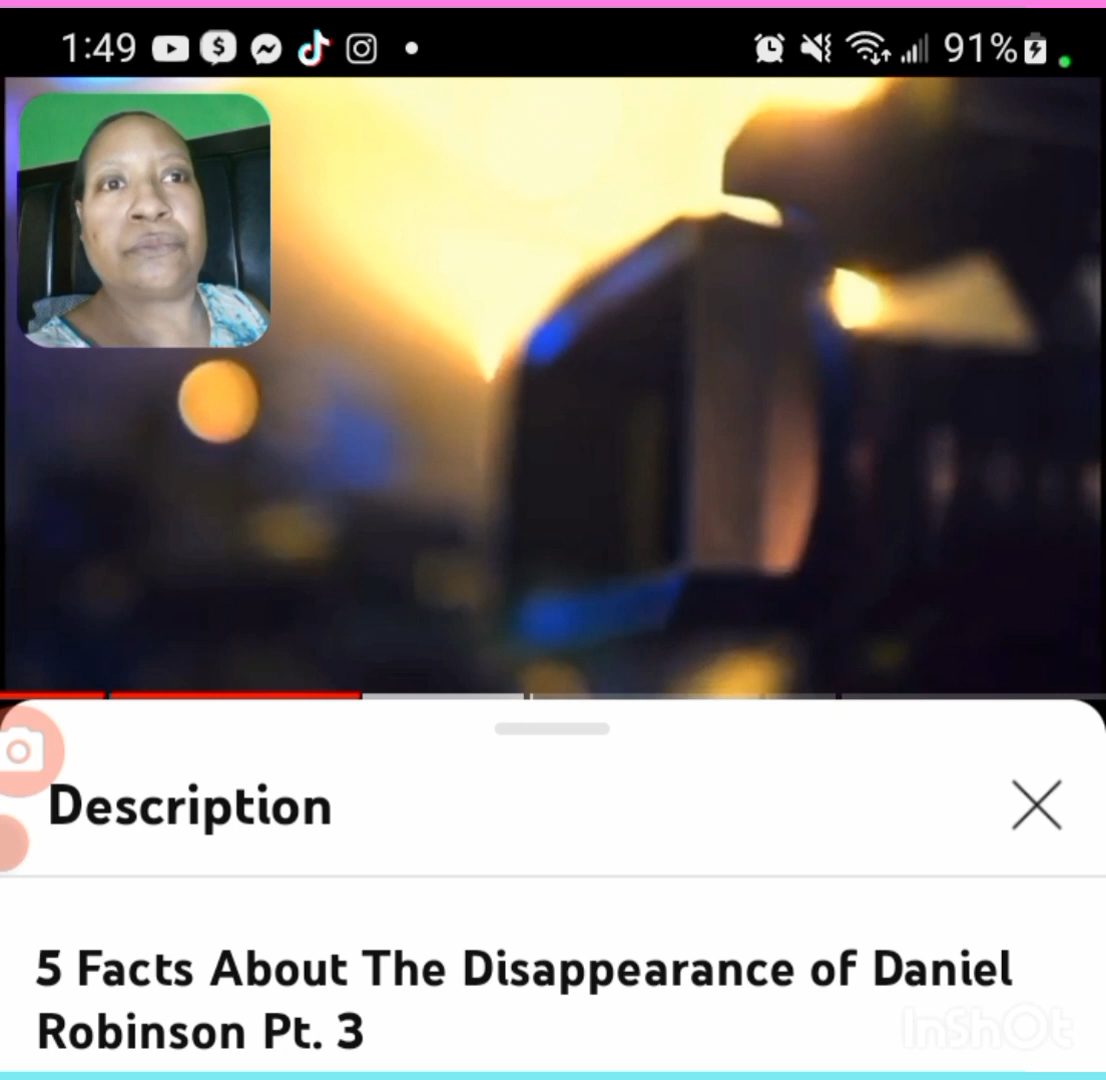 1:49
91%
Description
5 Facts About The Disappearance of Daniel
Robinson Pt. 3
InShOt